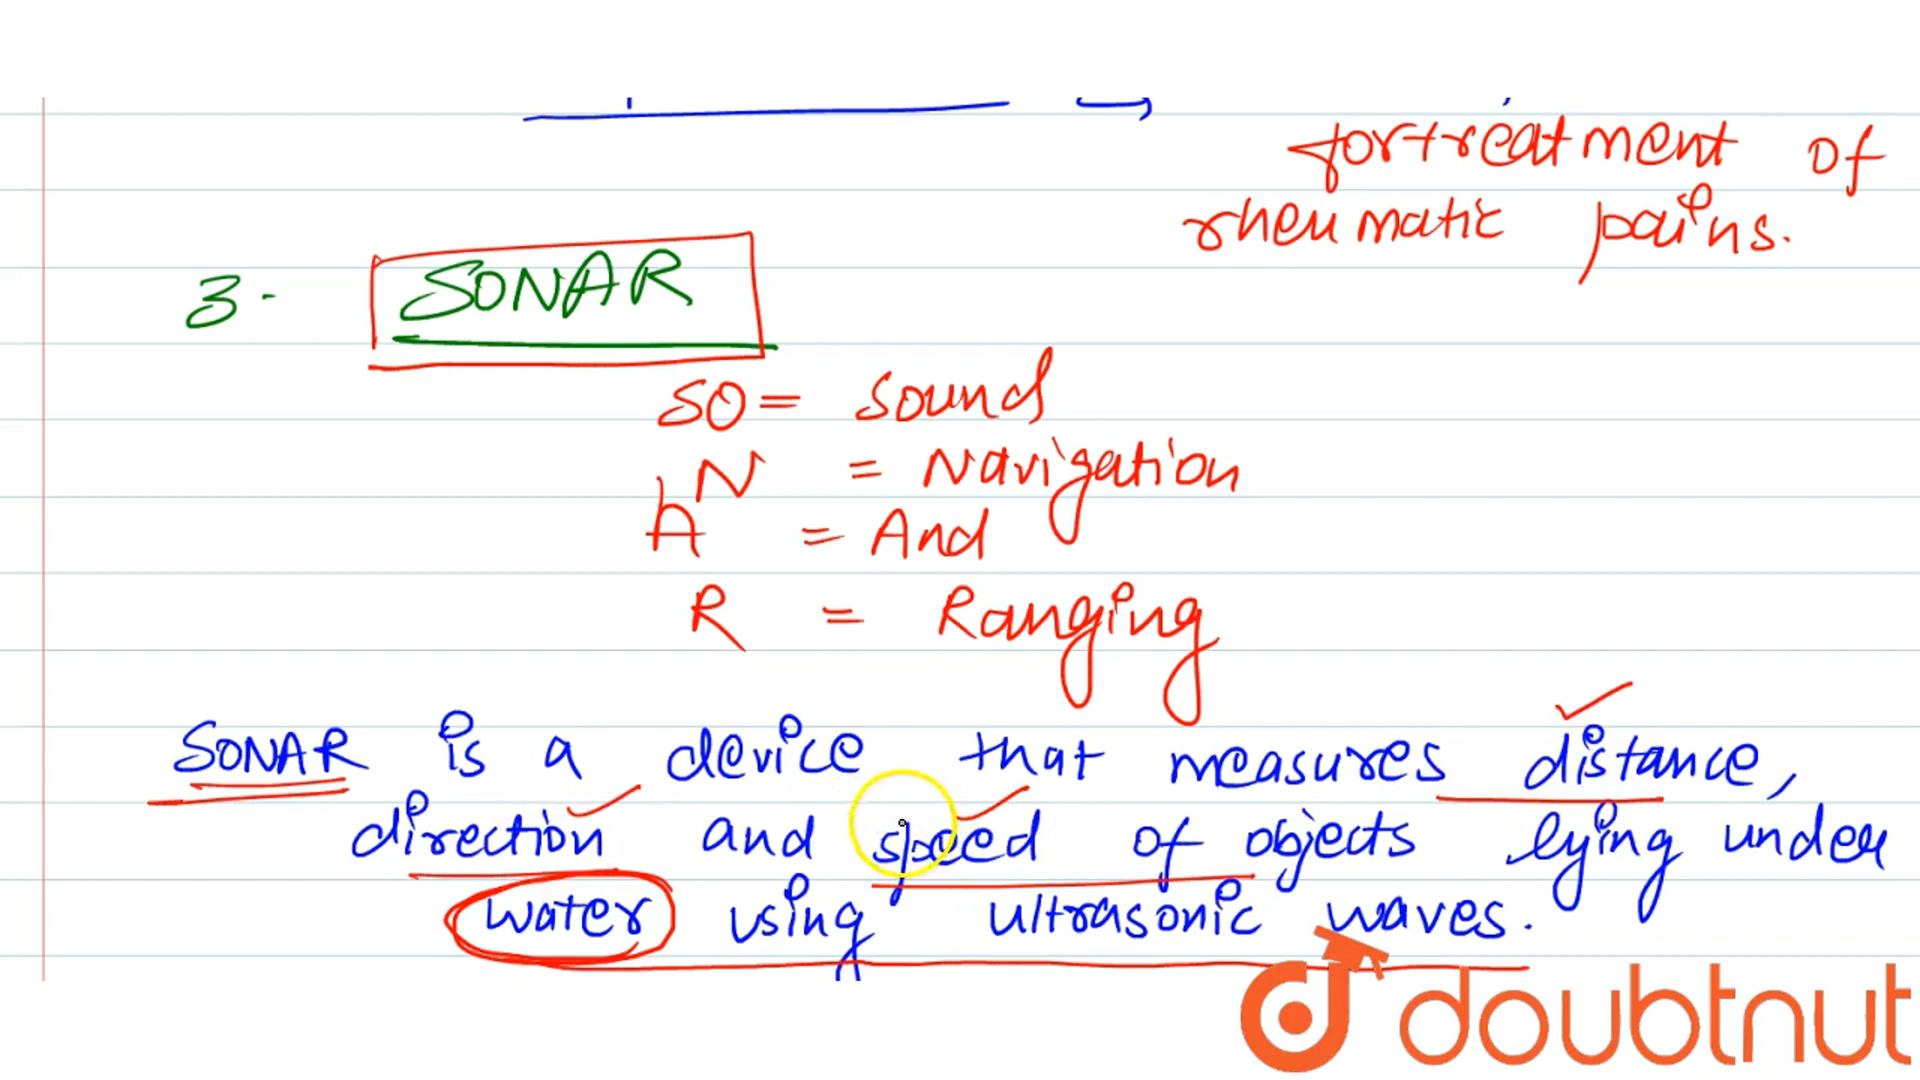 for treatment of
rheumatic pains.
3. SONAR
SO = Sound
N = Navigation
A = And
R = Ranging
SONAR is a device that measures distance,
direction and speed of objects lying under
water using ultrasonic waves.
doubtnut